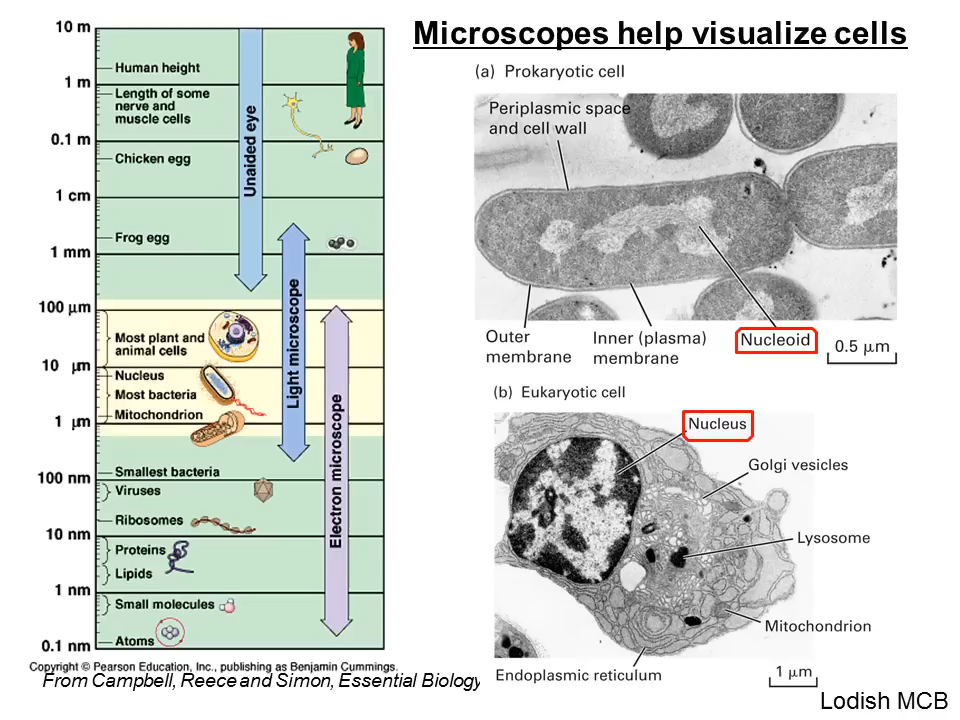 Microscopes help visualize cells
10 m
Human height
1 m
Length of some
nerve and
muscle cells
0.1 m
Chicken egg
1 cm
Frog egg
1 mm
100 μm
Most plant and
animal cells
10 μm
Nucleus
Most bacteria
Mitochondrion
1 μm
Smallest bacteria
100 nm
Viruses
Ribosomes
10 nm
Proteins
Lipids
1 nm
Small molecules
Atoms
0.1 nm
Unaided eye
Light microscope
Electron microscope
Copyright © Pearson Education, Inc., publishing as Benjamin Cummings.
From Campbell, Reece and Simon, Essential Biology
(a) Prokaryotic cell
Periplasmic space
and cell wall
Outer
membrane
Inner (plasma)
membrane
Nucleoid
0.5 μm
(b) Eukaryotic cell
Nucleus
Golgi vesicles
Lysosome
Mitochondrion
Endoplasmic reticulum
1 μm
Lodish MCB